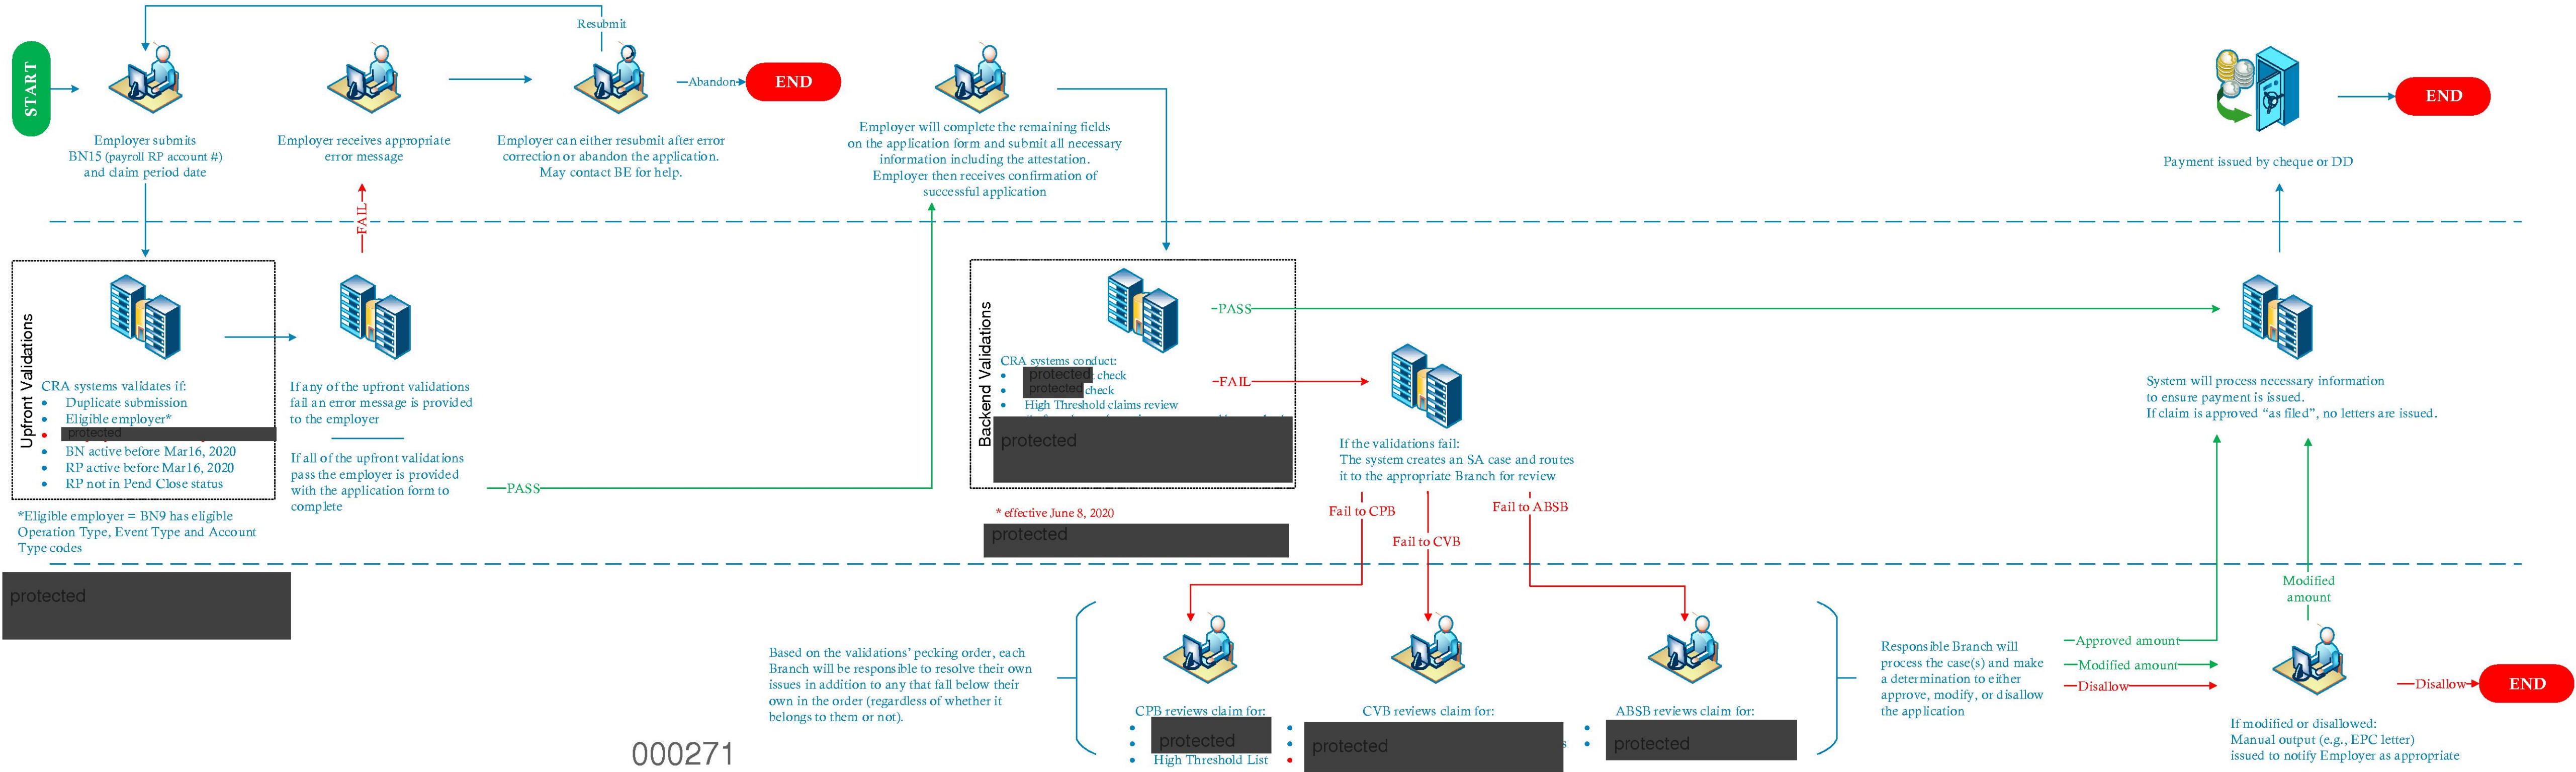 Resubmit
START
Abandon
END
END
Employer submits
BN15 (payroll RP account #)
and claim period date
Employer receives appropriate
error message
Employer can either resubmit after error
correction or abandon the application.
May contact BE for help.
Employer will complete the remaining fields
on the application form and submit all necessary
information including the attestation.
Employer then receives confirmation of
successful application
Payment issued by cheque or DD
FAIL
Upfront Validations
CRA systems validates if:
• Duplicate submission
• Eligible employer*
• protected
• BN active before Mar16, 2020
• RP active before Mar16, 2020
• RP not in Pend Close status
*Eligible employer = BN9 has eligible
Operation Type, Event Type and Account
Type codes
protected
If any of the upfront validations
fail an error message is provided
to the employer
If all of the upfront validations
pass the employer is provided
with the application form to
complete
PASS
Backend Validations
CRA systems conduct:
• protected check
• protected check
• High Threshold claims review
protected
* effective June 8, 2020
protected
PASS
FAIL
If the validations fail:
The system creates an SA case and routes
it to the appropriate Branch for review
Fail to CPB
Fail to CVB
Fail to ABSB
System will process necessary information
to ensure payment is issued.
If claim is approved “as filed”, no letters are issued.
Based on the validations’ pecking order, each
Branch will be responsible to resolve their own
issues in addition to any that fall below their
own in the order (regardless of whether it
belongs to them or not).
CPB reviews claim for:
protected
• High Threshold List
CVB reviews claim for:
protected
ABSB reviews claim for:
protected
Responsible Branch will
process the case(s) and make
a determination to either
approve, modify, or disallow
the application
Approved amount
Modified amount
Disallow
Modified
amount
Disallow
END
If modified or disallowed:
Manual output (e.g., EPC letter)
issued to notify Employer as appropriate
000271